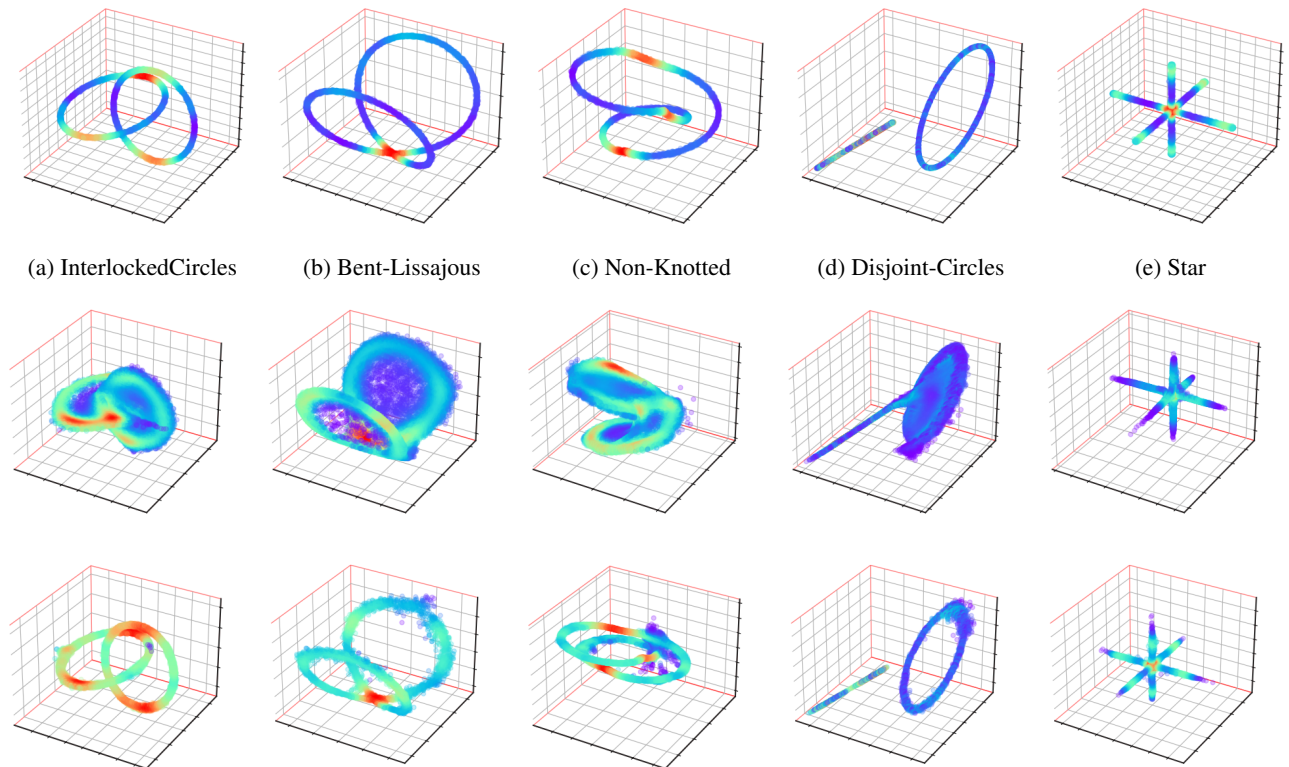 (a) InterlockedCircles
(b) Bent-Lissajous
(c) Non-Knotted
(d) Disjoint-Circles
(e) Star